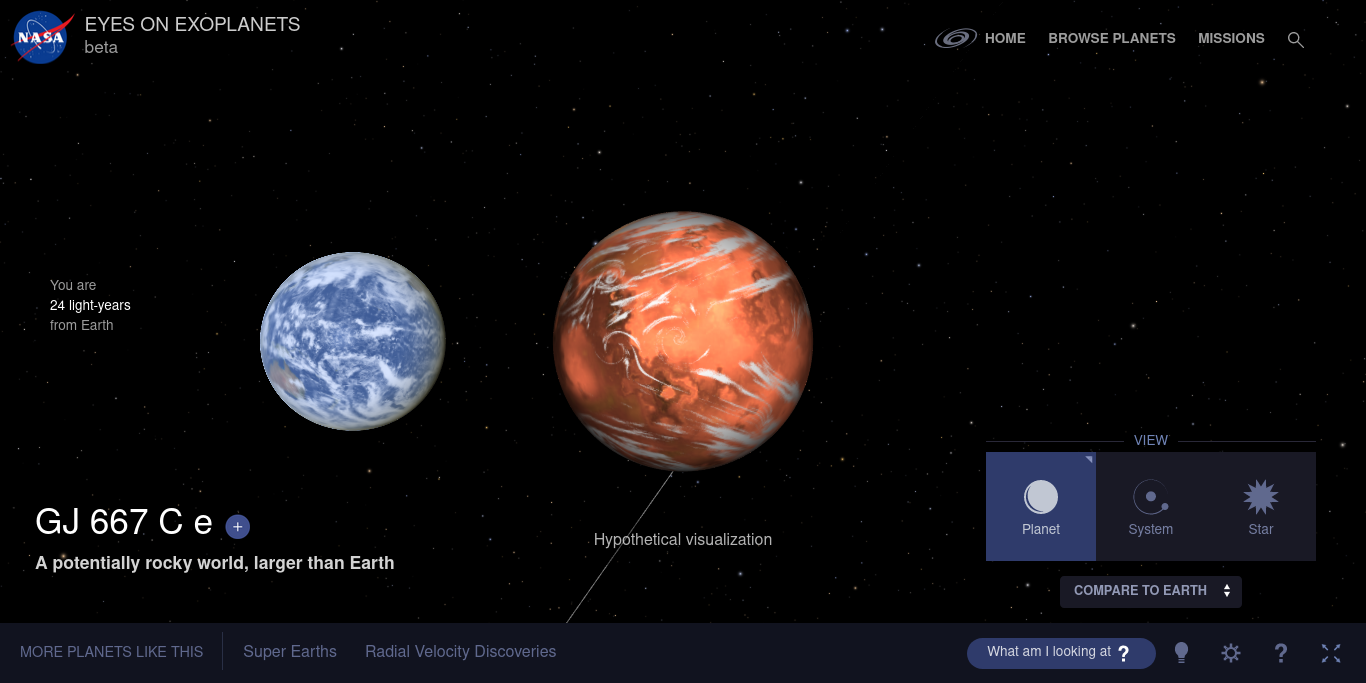 NASA
EYES ON EXOPLANETS
beta
HOME
BROWSE PLANETS
MISSIONS
You are
24 light-years
from Earth
VIEW
Planet
System
Star
GJ 667 C e +
A potentially rocky world, larger than Earth
Hypothetical visualization
COMPARE TO EARTH
MORE PLANETS LIKE THIS
Super Earths
Radial Velocity Discoveries
What am I looking at ?
?